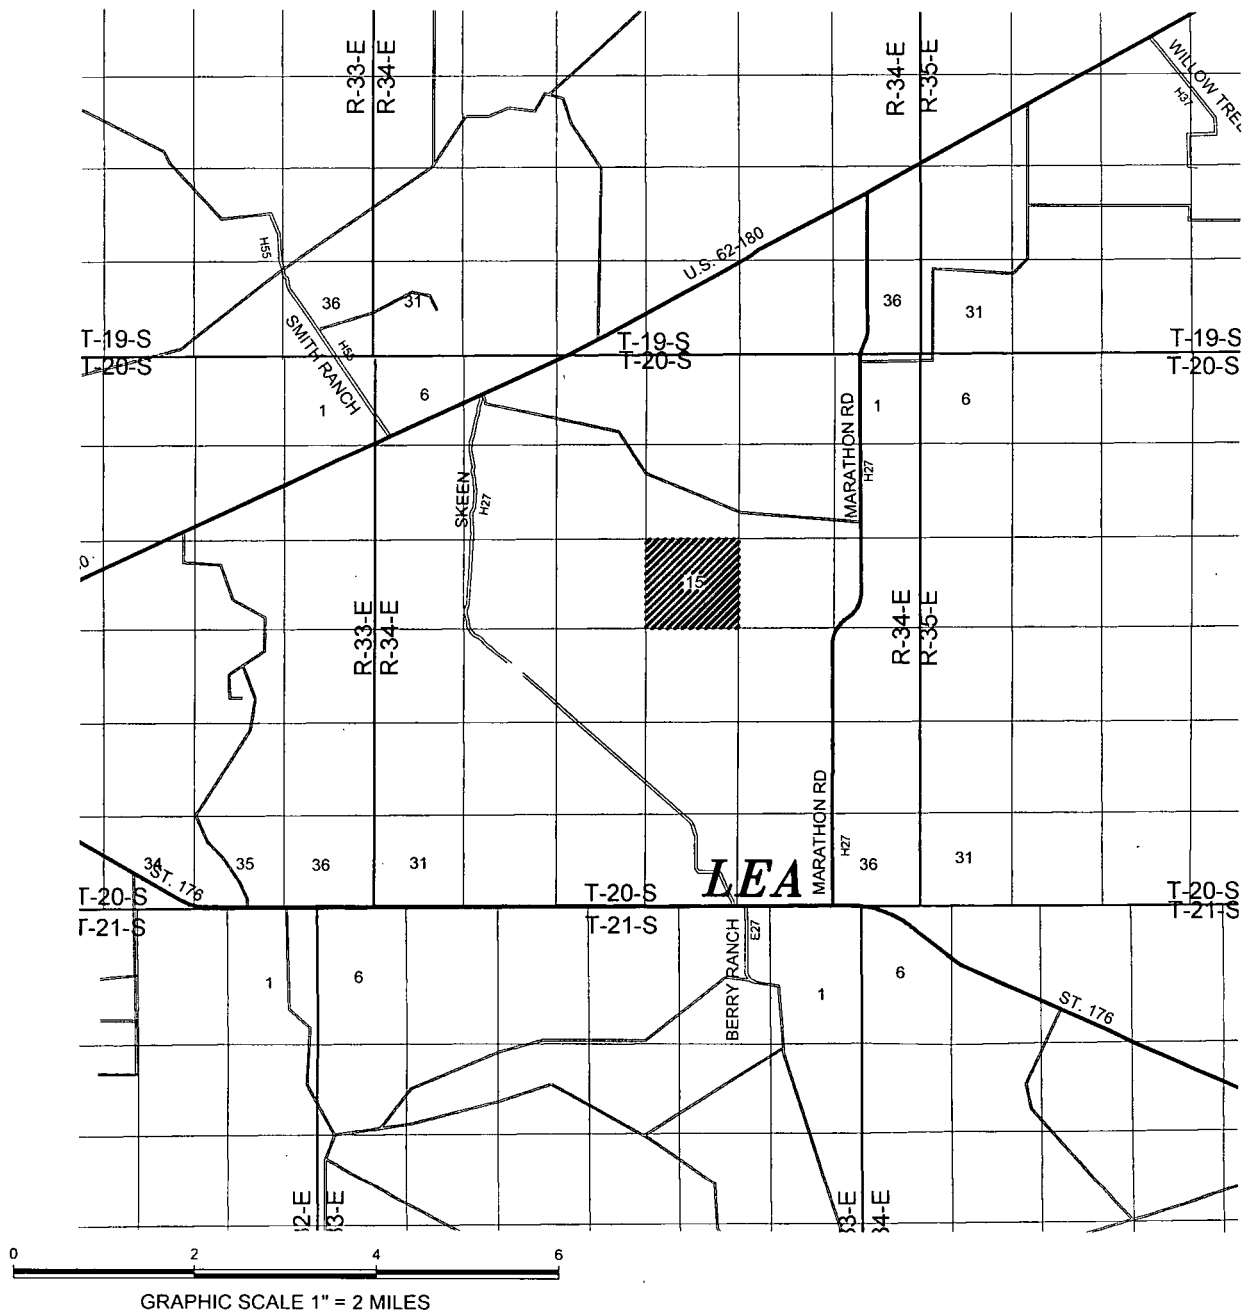 R-33-E
R-34-E
R-34-E
R-35-E
WILLOW TREE
H37
H55
U.S. 62-180
36
31
36
31
SMITH RANCH
H55
T-19-S
T-20-S
T-19-S
T-20-S
T-19-S
T-20-S
1
6
1
6
MARATHON RD
H27
SKEEN
H27
15
R-33-E
R-34-E
R-34-E
R-35-E
MARATHON RD
H27
34
ST. 176
35
36
31
36
31
LEA
T-20-S
T-21-S
T-20-S
T-21-S
T-20-S
T-21-S
BERRY RANCH
E27
1
6
1
6
ST. 176
32-E
33-E
33-E
34-E
0 2 4 6
GRAPHIC SCALE 1" = 2 MILES